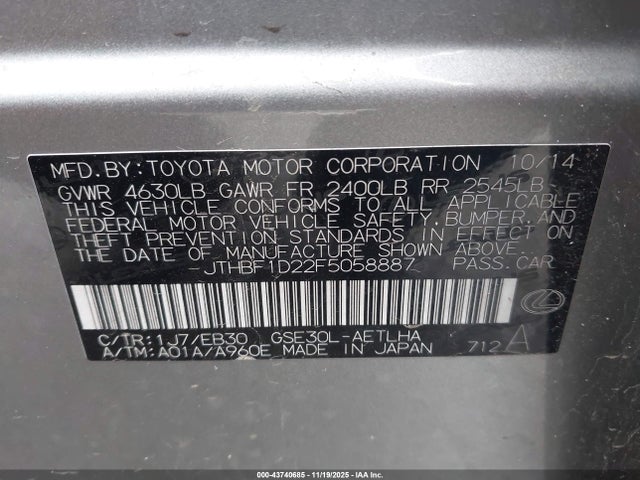 MFD. BY: TOYOTA MOTOR CORPORATION 10/14
GVWR 4630LB GAWR FR 2400LB RR 2545LB
THIS VEHICLE CONFORMS TO ALL APPLICABLE
FEDERAL MOTOR VEHICLE SAFETY, BUMPER, AND
THEFT PREVENTION STANDARDS IN EFFECT ON
THE DATE OF MANUFACTURE SHOWN ABOVE.
JTHBF1D22F5058887 PASS. CAR
C/TR: 1J7/EB30 GSE30L-AETLHA
A/TM: A01A/A960E MADE IN JAPAN 712 A
000-43740685 - 11/19/2025 - IAAI.com